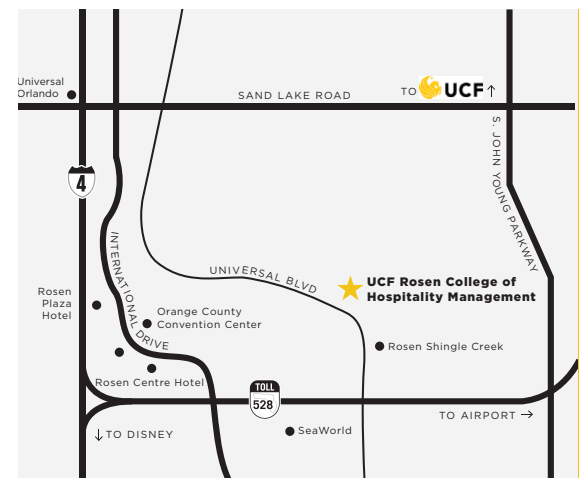 Universal
Orlando
SAND LAKE ROAD
TO UCF ↑
S. JOHN YOUNG PARKWAY
4
INTERNATIONAL DRIVE
UNIVERSAL BLVD
UCF Rosen College of
Hospitality Management
Rosen
Plaza
Hotel
Orange County
Convention Center
Rosen Shingle Creek
Rosen Centre Hotel
TOLL
528
TO AIRPORT →
↓ TO DISNEY
SeaWorld